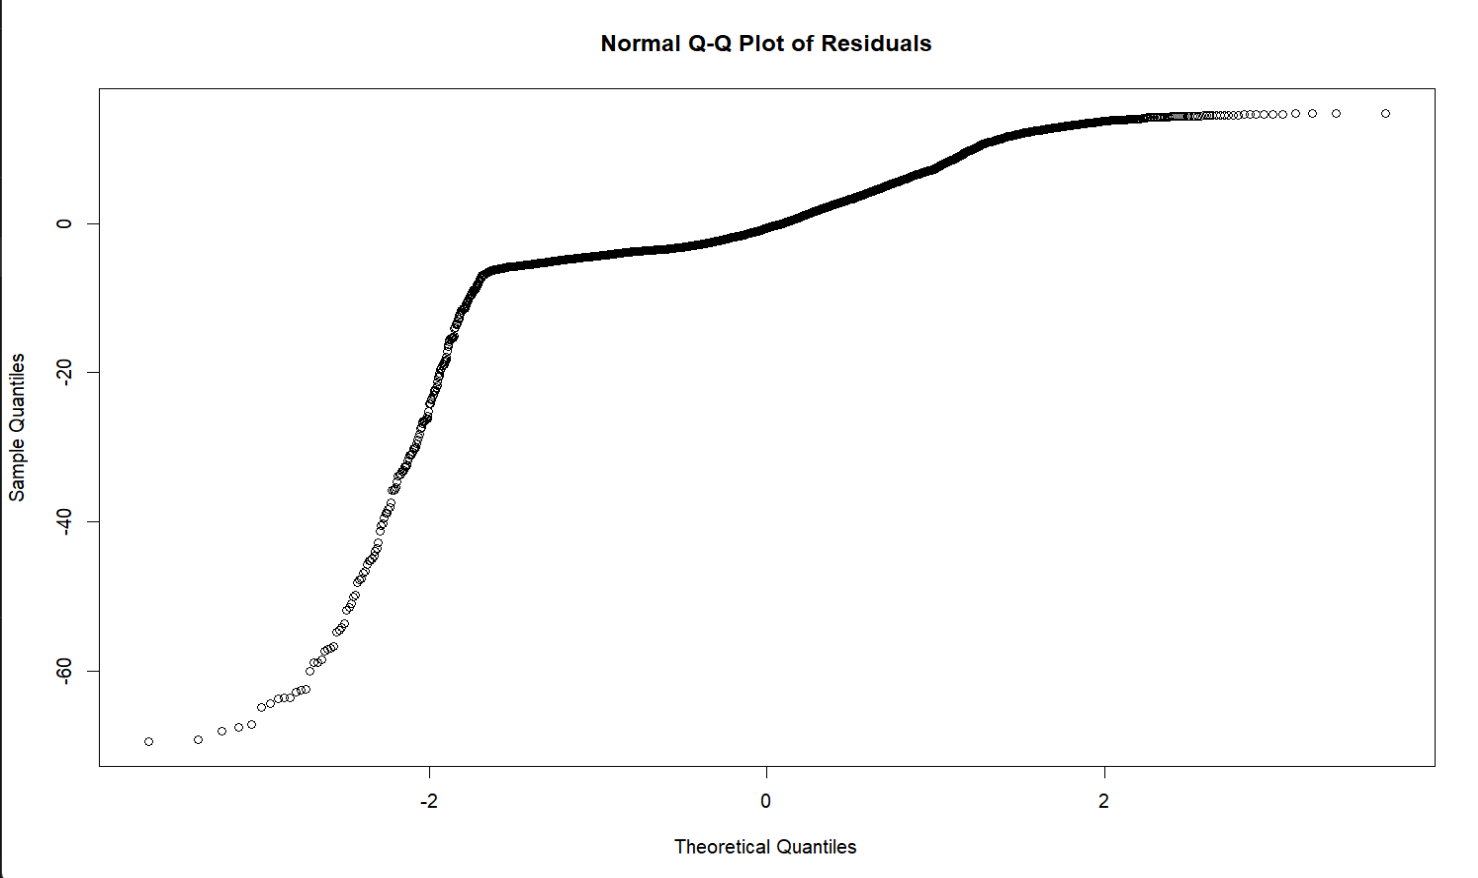 Normal Q-Q Plot of Residuals
Sample Quantiles
0
-20
-40
-60
-2
0
2
Theoretical Quantiles